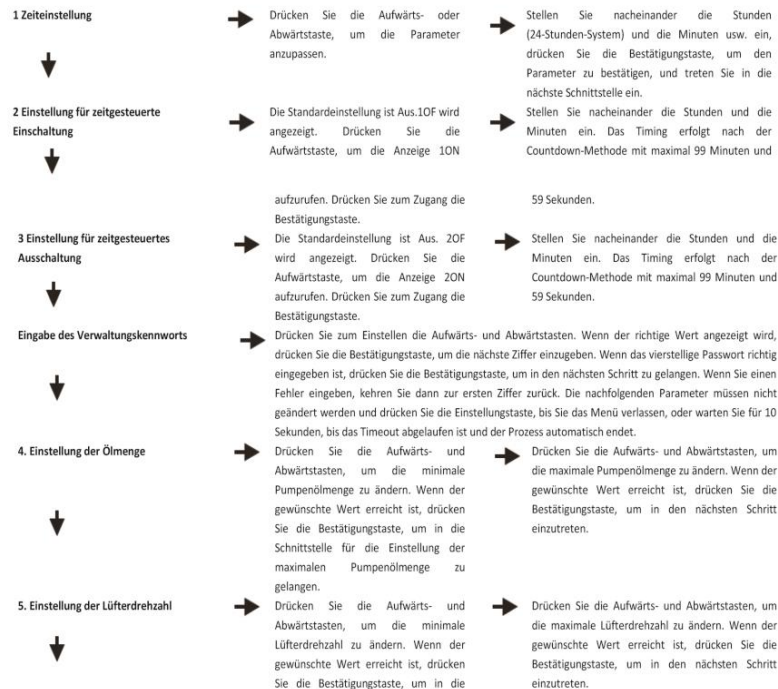 1 Zeiteinstellung
Drücken Sie die Aufwärts- oder
Abwärtstaste, um die Parameter
anzupassen.
Stellen Sie nacheinander die Stunden
(24-Stunden-System) und die Minuten usw. ein,
drücken Sie die Bestätigungstaste, um den
Parameter zu bestätigen, und treten Sie in die
nächste Schnittstelle ein.
2 Einstellung für zeitgesteuerte
Einschaltung
Die Standardeinstellung ist Aus.1OF wird
angezeigt. Drücken Sie die
Aufwärtstaste, um die Anzeige 1ON
Stellen Sie nacheinander die Stunden und die
Minuten ein. Das Timing erfolgt nach der
Countdown-Methode mit maximal 99 Minuten und
aufzurufen. Drücken Sie zum Zugang die
Bestätigungstaste.
59 Sekunden.
3 Einstellung für zeitgesteuertes
Ausschaltung
Die Standardeinstellung ist Aus. 2OF
wird angezeigt. Drücken Sie die
Aufwärtstaste, um die Anzeige 2ON
aufzurufen. Drücken Sie zum Zugang die
Bestätigungstaste.
Stellen Sie nacheinander die Stunden und die
Minuten ein. Das Timing erfolgt nach der
Countdown-Methode mit maximal 99 Minuten und
59 Sekunden.
Eingabe des Verwaltungskennworts
Drücken Sie zum Einstellen die Aufwärts- und Abwärtstasten. Wenn der richtige Wert angezeigt wird,
drücken Sie die Bestätigungstaste, um die nächste Ziffer einzugeben. Wenn das vierstellige Passwort richtig
eingegeben ist, drücken Sie die Bestätigungstaste, um in den nächsten Schritt zu gelangen. Wenn Sie einen
Fehler eingeben, kehren Sie dann zur ersten Ziffer zurück. Die nachfolgenden Parameter müssen nicht
geändert werden und drücken Sie die Einstellungstaste, bis Sie das Menü verlassen, oder warten Sie für 10
Sekunden, bis das Timeout abgelaufen ist und der Prozess automatisch endet.
4. Einstellung der Ölmenge
Drücken Sie die Aufwärts- und
Abwärtstasten, um die minimale
Pumpenölmenge zu ändern. Wenn der
gewünschte Wert erreicht ist, drücken
Sie die Bestätigungstaste, um in die
Schnittstelle für die Einstellung der
maximalen Pumpenölmenge zu
gelangen.
Drücken Sie die Aufwärts- und Abwärtstasten, um
die maximale Pumpenölmenge zu ändern. Wenn der
gewünschte Wert erreicht ist, drücken Sie die
Bestätigungstaste, um in den nächsten Schritt
einzutreten.
5. Einstellung der Lüfterdrehzahl
Drücken Sie die Aufwärts- und
Abwärtstasten, um die minimale
Lüfterdrehzahl zu ändern. Wenn der
gewünschte Wert erreicht ist, drücken
Sie die Bestätigungstaste, um in die
Drücken Sie die Aufwärts- und Abwärtstasten, um
die maximale Lüfterdrehzahl zu ändern. Wenn der
gewünschte Wert erreicht ist, drücken Sie die
Bestätigungstaste, um in den nächsten Schritt
einzutreten.